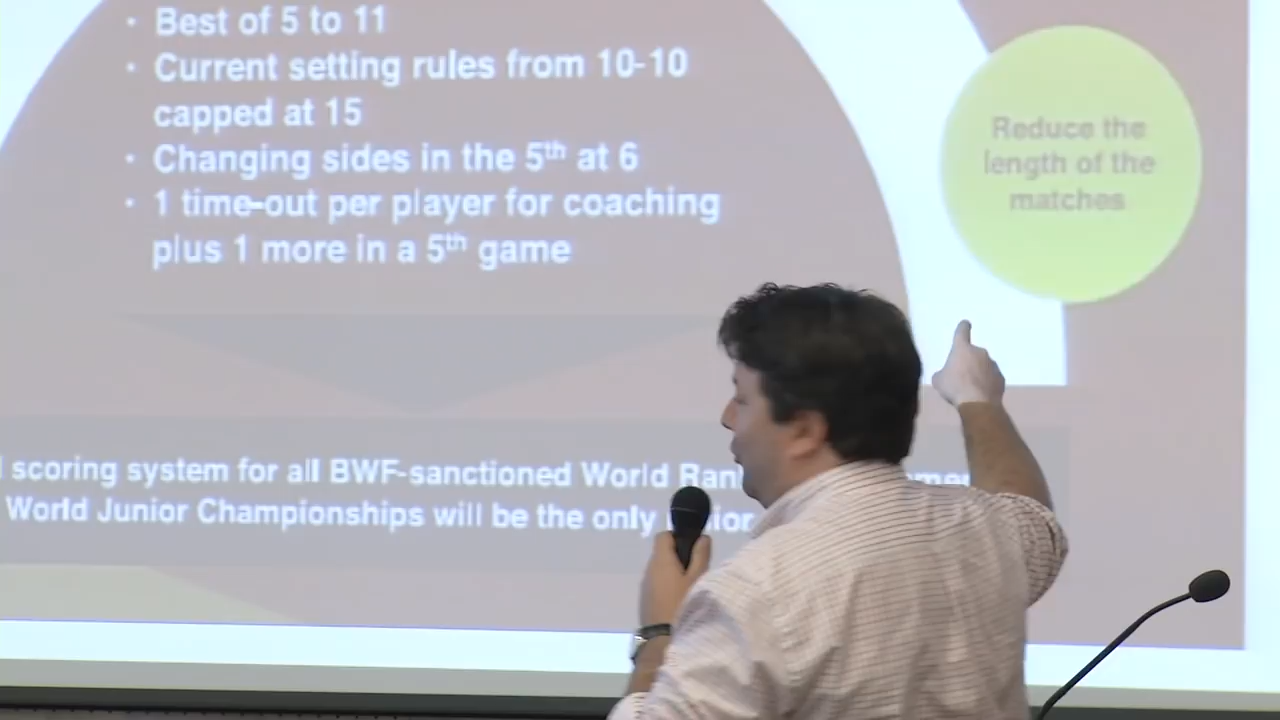 · Best of 5 to 11
· Current setting rules from 10-10
capped at 15
· Changing sides in the 5th at 6
· 1 time-out per player for coaching
plus 1 more in a 5th game
Reduce the
length of the
matches
scoring system for all BWF-sanctioned World
World Junior Championships will be the only